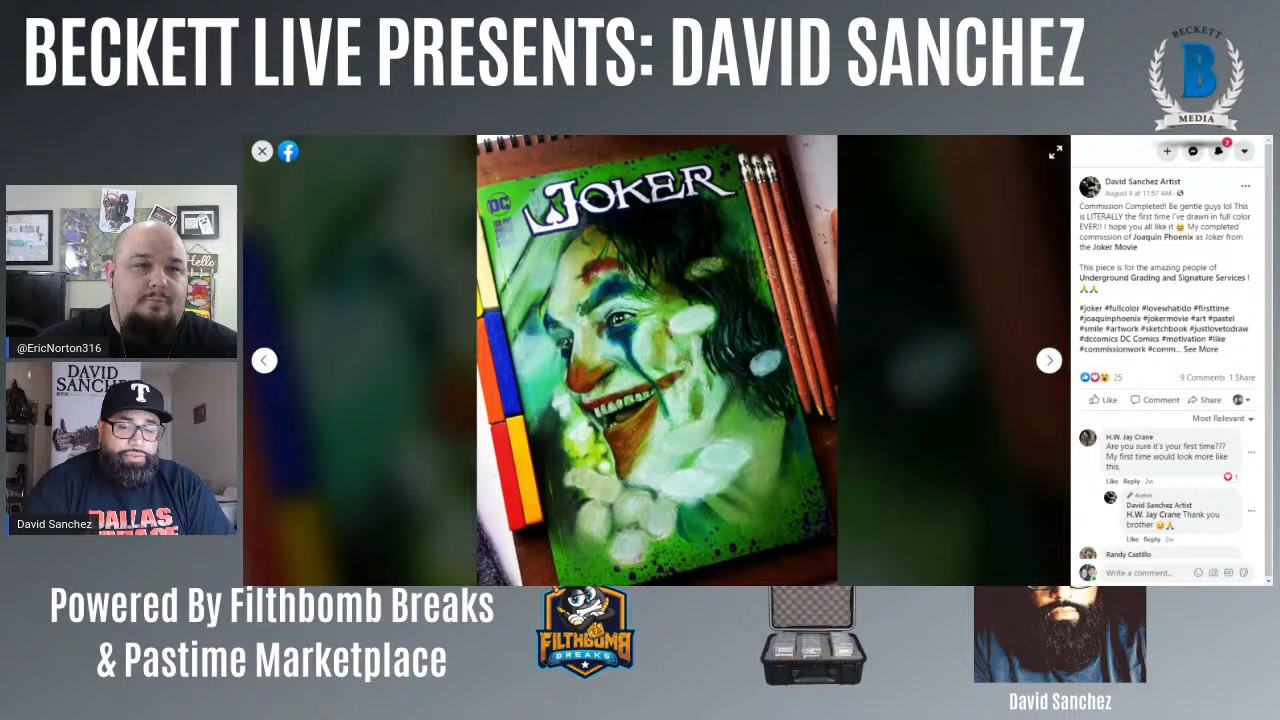 BECKETT LIVE PRESENTS: DAVID SANCHEZ
BECKETT
B
MEDIA
2
David Sanchez Artist
August 9 at 11:57 AM
Commission Completed! Be gentle guys lol This
is LITERALLY the first time I've drawn in full color
EVER!! I hope you all like it 😊 My completed
commission of Joaquin Phoenix as Joker from
the Joker Movie
This piece is for the amazing people of
Underground Grading and Signature Services !
🙏🙏
#joker #fullcolor #lovewhatido #firsttime
#joaquinphoenix #jokermovie #art #pastel
#smile #artwork #sketchbook #justlovetodraw
#dccomics DC Comics #motivation #like
#commissionwork #comm... See More
25
9 Comments 1 Share
Like Comment Share
Most Relevant
H.W. Jay Crane
Are you sure it's your first time???
My first time would look more like
this.
Like Reply 2w
1
Author
David Sanchez Artist
H.W. Jay Crane Thank you
brother 😊🙏
Like Reply 2w
Randy Castillo
Write a comment...
DC
JOKER
Hello
@EricNorton316
DAVID
SANCHEZ
T
DALLAS
David Sanchez
Powered By Filthbomb Breaks
& Pastime Marketplace
FILTHBOMB
BREAKS
David Sanchez